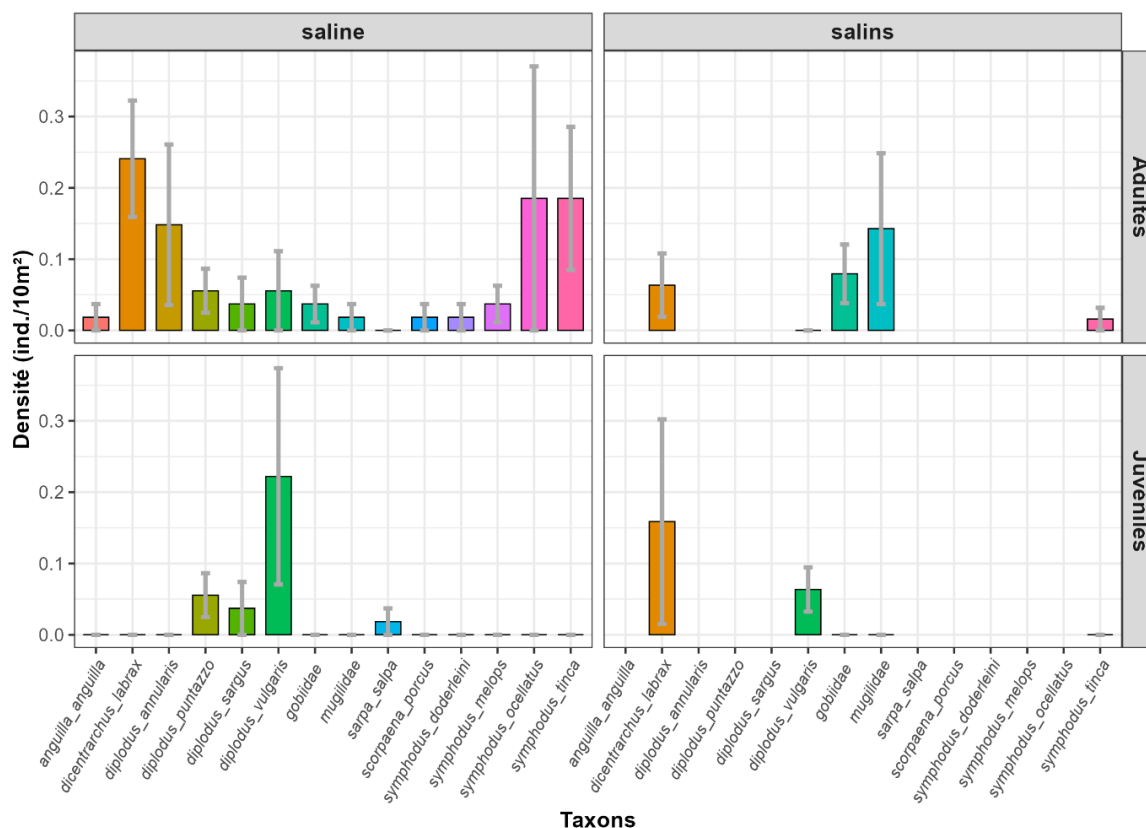 saline
salins
Densité (ind./10m²)
0.3
0.2
0.1
0.0
Adultes
0.3
0.2
0.1
0.0
Juveniles
anguilla_anguilla
dicentrarchus_labrax
diplodus_annularis
diplodus_puntazzo
diplodus_sargus
diplodus_vulgaris
gobiidae
mugilidae
sarpa_salpa
scorpaena_porcus
symphodus_doderleini
symphodus_melops
symphodus_ocellatus
symphodus_tinca
anguilla_anguilla
dicentrarchus_labrax
diplodus_annularis
diplodus_puntazzo
diplodus_sargus
diplodus_vulgaris
gobiidae
mugilidae
sarpa_salpa
scorpaena_porcus
symphodus_doderleini
symphodus_melops
symphodus_ocellatus
symphodus_tinca
Taxons